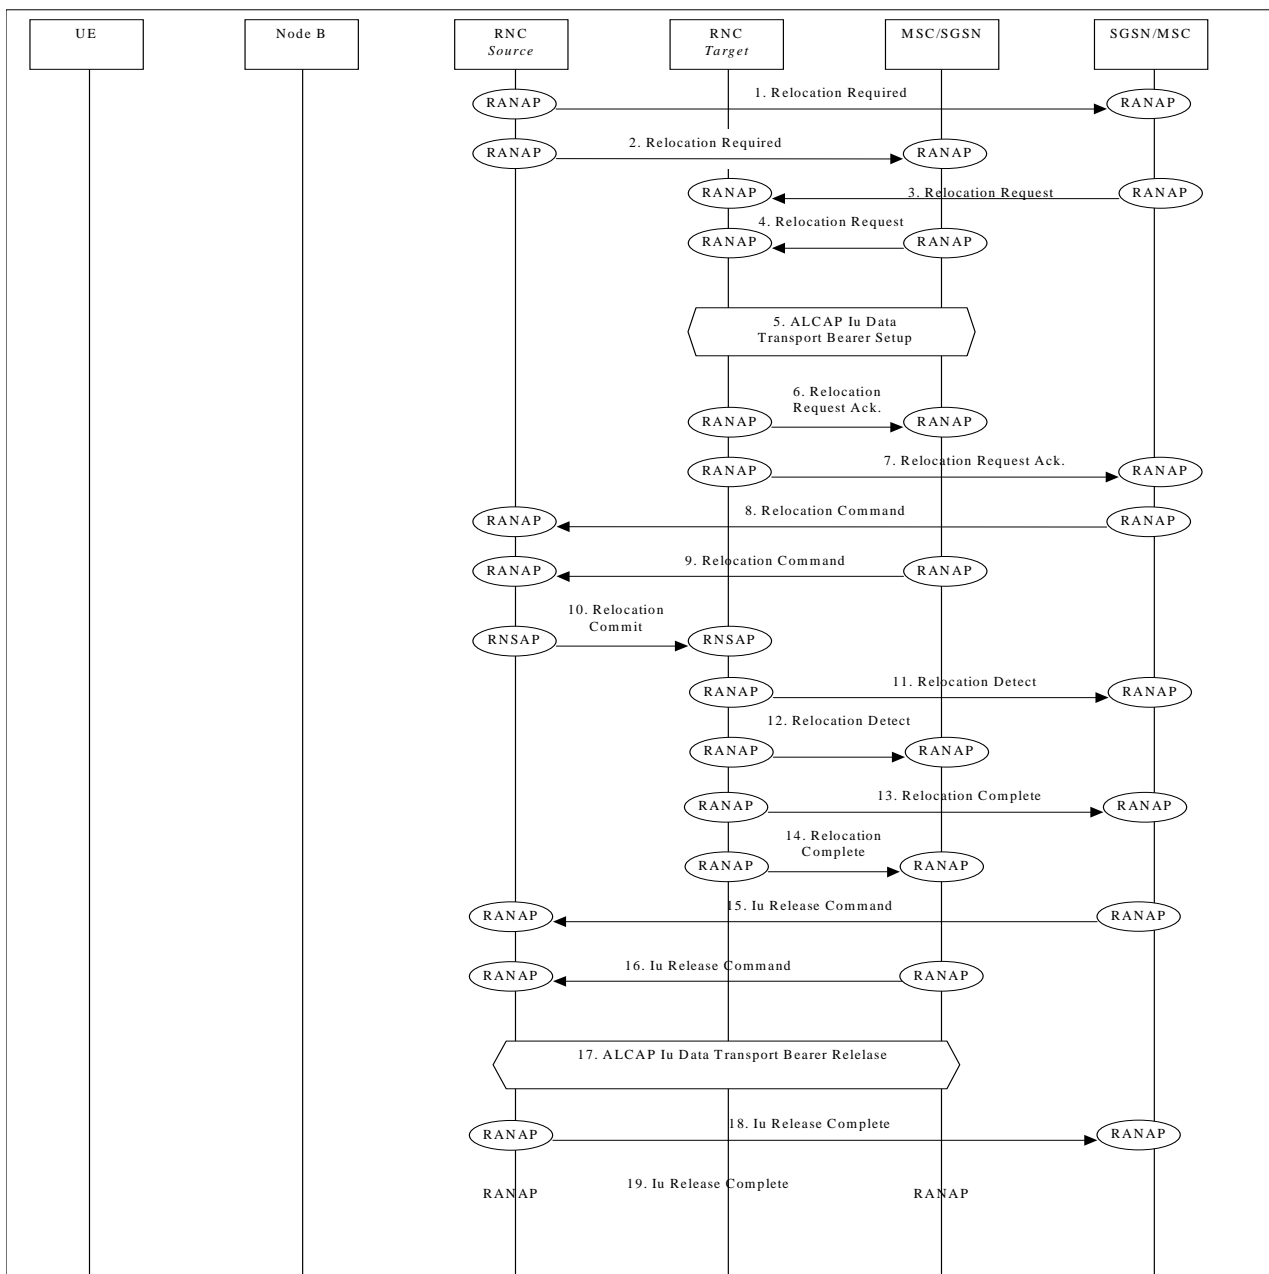 UE
Node B
RNC
Source
RNC
Target
MSC/SGSN
SGSN/MSC
RANAP
1. Relocation Required
RANAP
RANAP
2. Relocation Required
RANAP
RANAP
3. Relocation Request
RANAP
RANAP
4. Relocation Request
RANAP
5. ALCAP Iu Data
Transport Bearer Setup
6. Relocation
Request Ack.
RANAP
RANAP
RANAP
7. Relocation Request Ack.
RANAP
RANAP
8. Relocation Command
RANAP
RANAP
9. Relocation Command
RANAP
10. Relocation
Commit
RNSAP
RNSAP
RANAP
11. Relocation Detect
RANAP
12. Relocation Detect
RANAP
RANAP
RANAP
13. Relocation Complete
RANAP
14. Relocation
Complete
RANAP
RANAP
RANAP
15. Iu Release Command
RANAP
RANAP
16. Iu Release Command
RANAP
17. ALCAP Iu Data Transport Bearer Relelase
RANAP
18. Iu Release Complete
RANAP
RANAP
19. Iu Release Complete
RANAP